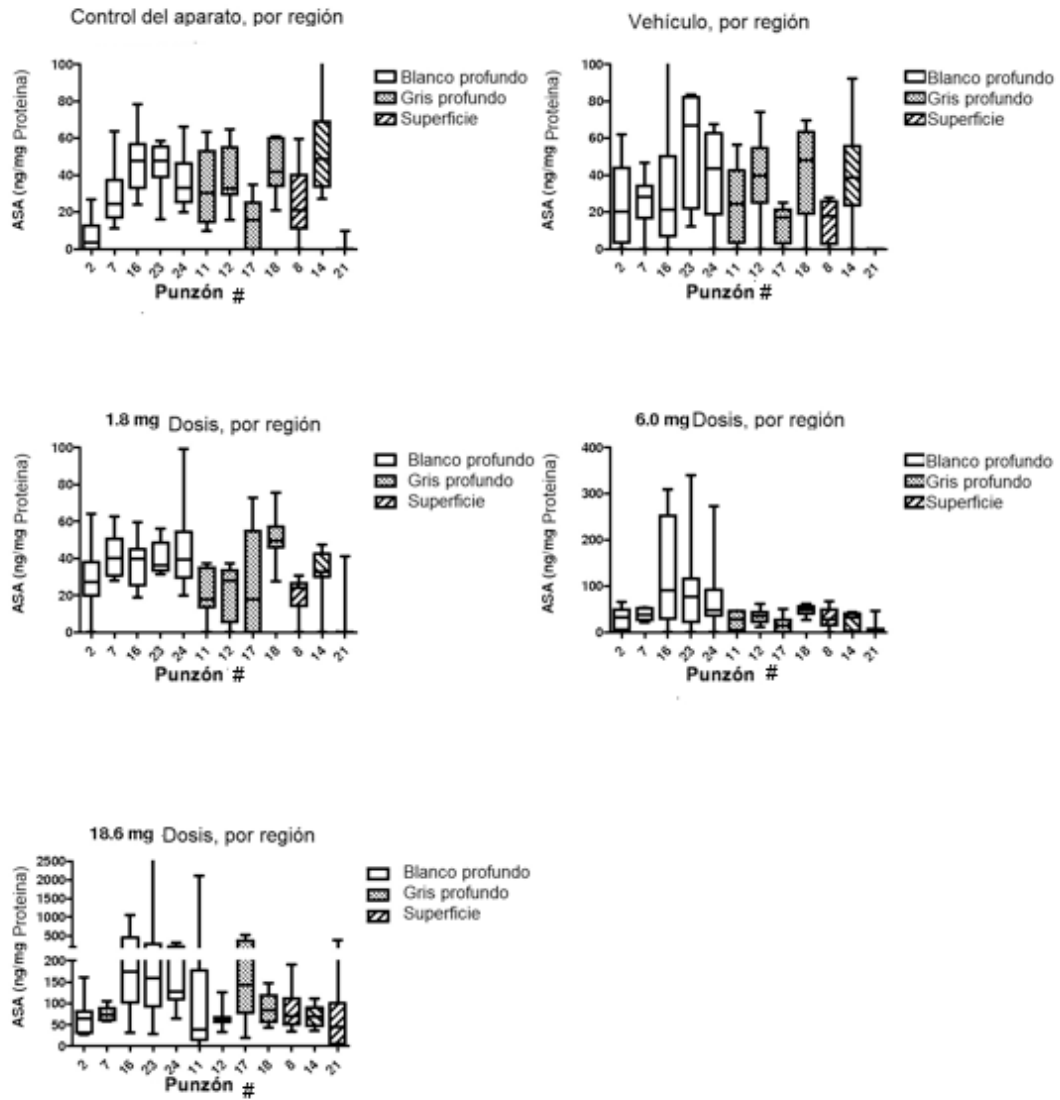 Control del aparato, por región
ASA (ng/mg Proteina)
100
80
60
40
20
0
2 7 16 23 24 11 12 17 18 8 14 21
Punzón #
Blanco profundo
Gris profundo
Superficie
Vehículo, por región
ASA (ng/mg Proteina)
100
80
60
40
20
0
2 7 16 23 24 11 12 17 18 8 14 21
Punzón #
Blanco profundo
Gris profundo
Superficie
1.8 mg Dosis, por región
ASA (ng/mg Proteina)
100
80
60
40
20
0
2 7 16 23 24 11 12 17 18 8 14 21
Punzón #
Blanco profundo
Gris profundo
Superficie
6.0 mg Dosis, por región
ASA (ng/mg Proteina)
400
300
200
100
0
2 7 16 23 24 11 12 17 18 8 14 21
Punzón #
Blanco profundo
Gris profundo
Superficie
18.6 mg Dosis, por región
ASA (ng/mg Proteina)
2500
2000
1500
1000
500
200
150
100
50
0
2 7 16 23 24 11 12 17 18 8 14 21
Punzón #
Blanco profundo
Gris profundo
Superficie